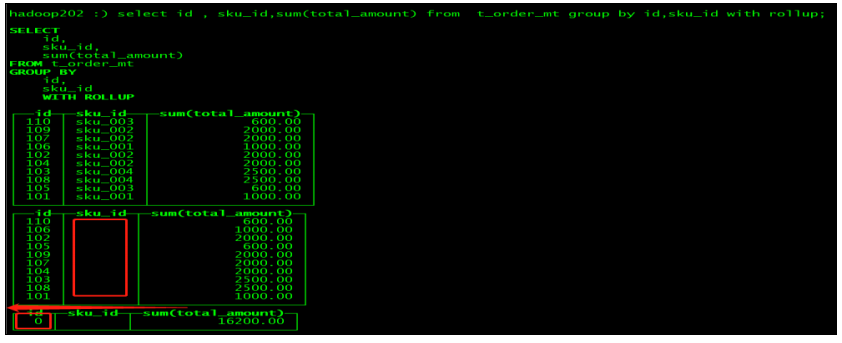 hadoop202 :) select id , sku_id,sum(total_amount) from t_order_mt group by id,sku_id with rollup;
SELECT
id,
sku_id,
sum(total_amount)
FROM t_order_mt
GROUP BY
id,
sku_id
WITH ROLLUP
id sku_id sum(total_amount)
110 sku_003 600.00
109 sku_002 2000.00
107 sku_002 2000.00
106 sku_001 1000.00
102 sku_002 2000.00
104 sku_002 2000.00
103 sku_004 2500.00
108 sku_004 2500.00
105 sku_003 600.00
101 sku_001 1000.00
id sku_id sum(total_amount)
110 600.00
106 1000.00
102 2000.00
105 600.00
109 2000.00
107 2000.00
104 2000.00
103 2500.00
108 2500.00
101 1000.00
id sku_id sum(total_amount)
0 16200.00